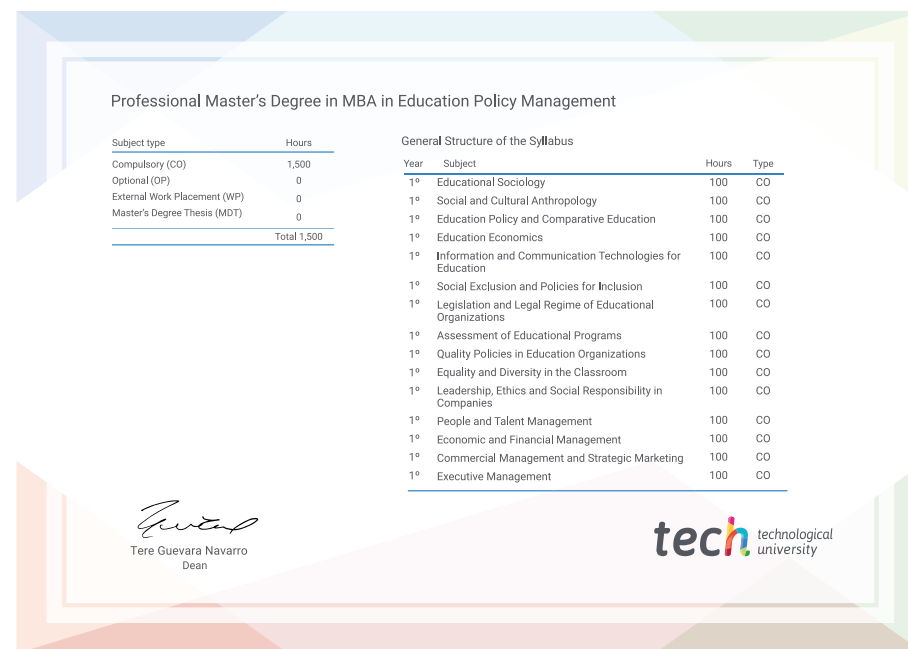 Professional Master's Degree in MBA in Education Policy Management
Subject type Hours
Compulsory (CO) 1,500
Optional (OP) 0
External Work Placement (WP) 0
Master's Degree Thesis (MDT) 0
Total 1,500
General Structure of the Syllabus
Year Subject Hours Type
1º Educational Sociology 100 CO
1º Social and Cultural Anthropology 100 CO
1º Education Policy and Comparative Education 100 CO
1º Education Economics 100 CO
1º Information and Communication Technologies for 100 CO
Education
1º Social Exclusion and Policies for Inclusion 100 CO
1º Legislation and Legal Regime of Educational 100 CO
Organizations
1º Assessment of Educational Programs 100 CO
1º Quality Policies in Education Organizations 100 CO
1º Equality and Diversity in the Classroom 100 CO
1º Leadership, Ethics and Social Responsibility in 100 CO
Companies
1º People and Talent Management 100 CO
1º Economic and Financial Management 100 CO
1º Commercial Management and Strategic Marketing 100 CO
1º Executive Management 100 CO
Tere Guevara Navarro
Dean
tech technological
university